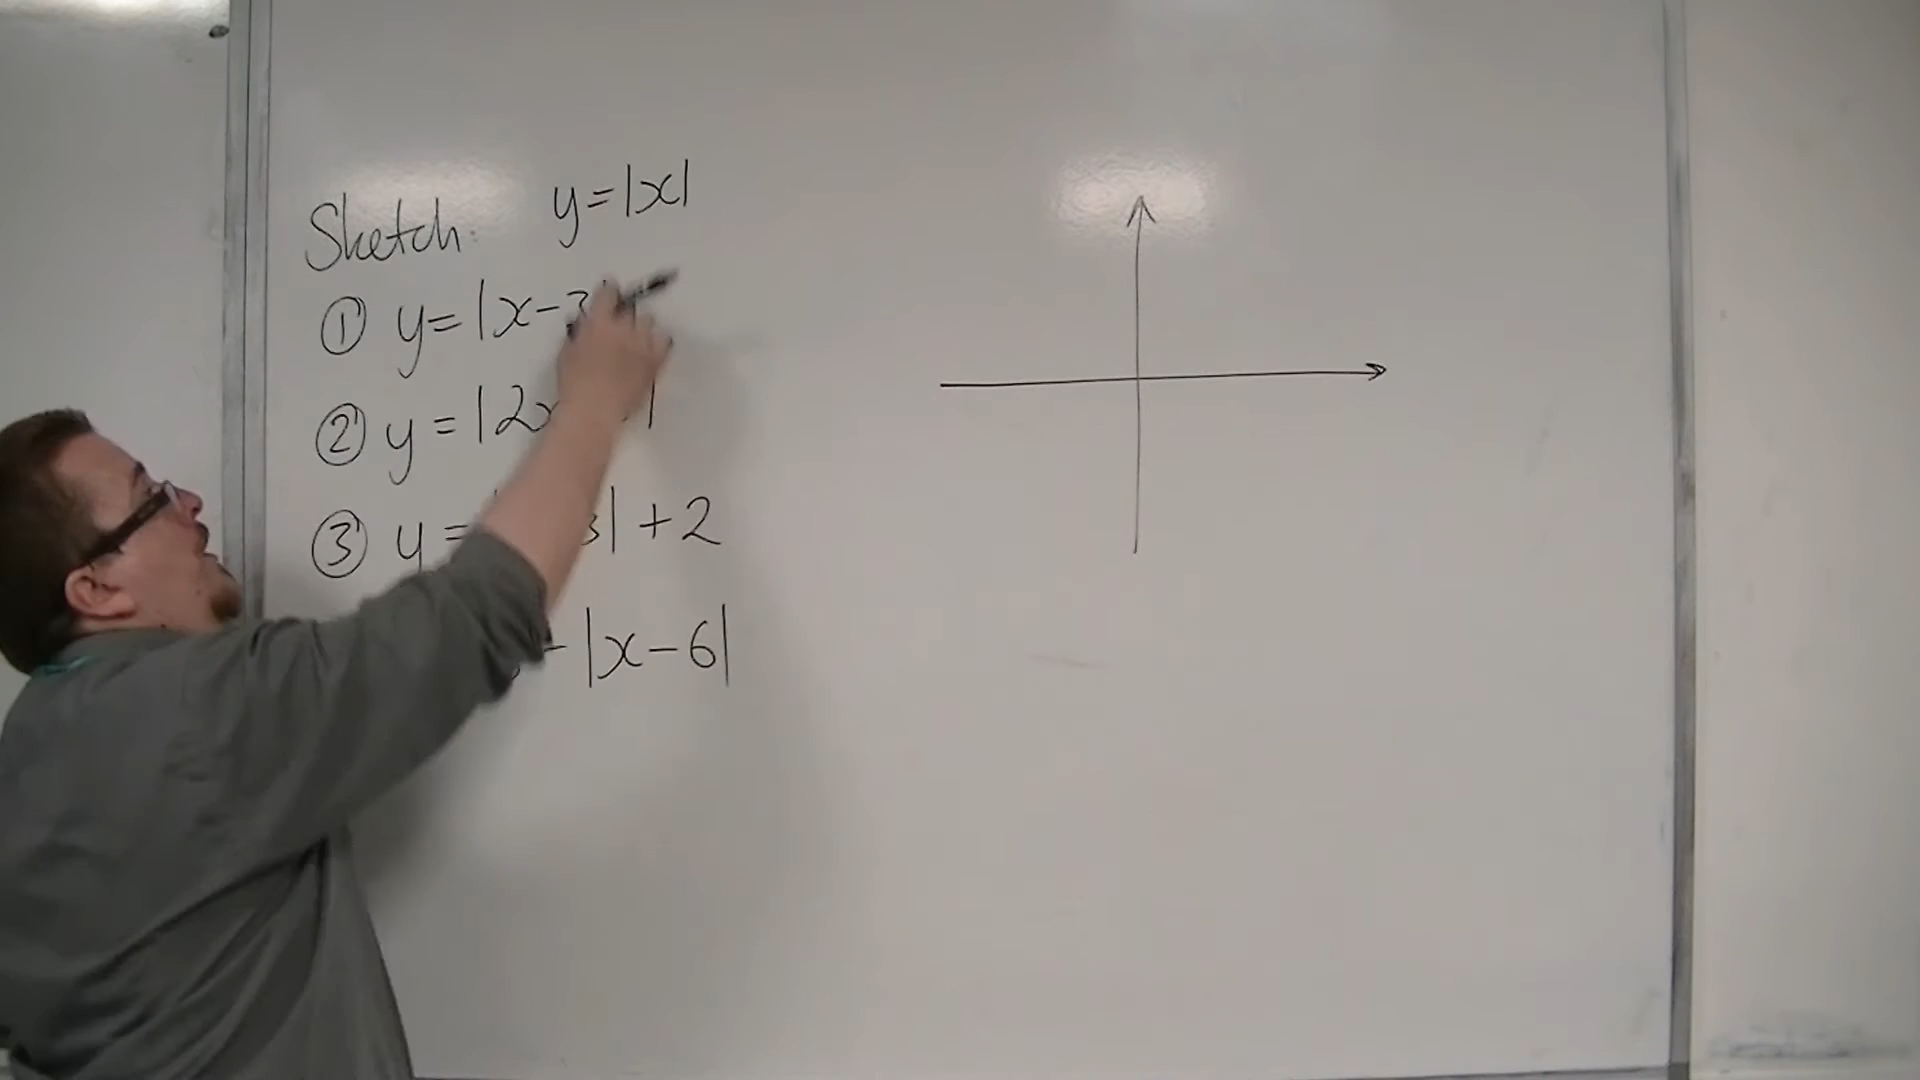 Sketch: y=|x|
① y=|x-3|
② y=|2x |
③ y= 3|+2
-|x-6|